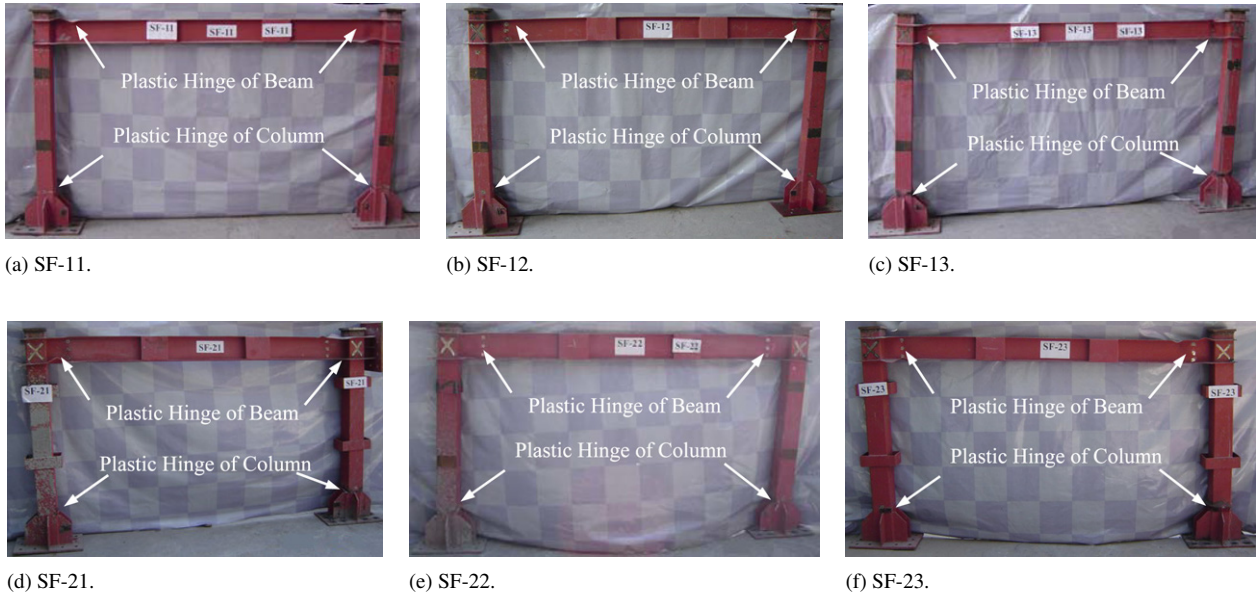 SF-11 SF-11 SF-11
Plastic Hinge of Beam
Plastic Hinge of Column
(a) SF-11.
SF-12
Plastic Hinge of Beam
Plastic Hinge of Column
(b) SF-12.
SF-13 SF-13 SF-13
Plastic Hinge of Beam
Plastic Hinge of Column
(c) SF-13.
SF-21
SF-21 SF-21
Plastic Hinge of Beam
Plastic Hinge of Column
(d) SF-21.
SF-22 SF-22
Plastic Hinge of Beam
Plastic Hinge of Column
(e) SF-22.
SF-23
SF-23 SF-23
Plastic Hinge of Beam
Plastic Hinge of Column
(f) SF-23.